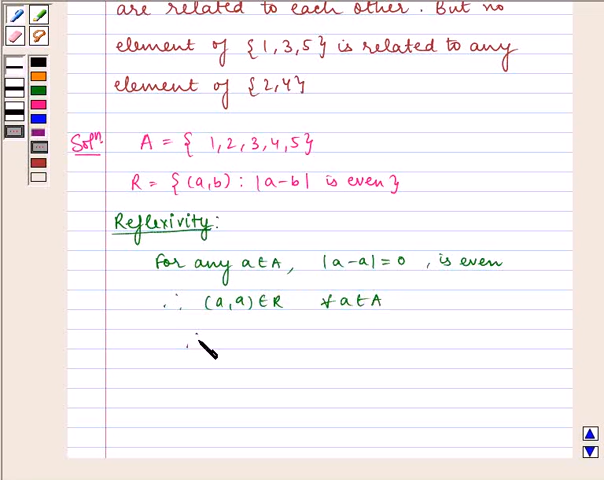 are related to each other. But no
element of {1,3,5} is related to any
element of {2,4}
Solⁿ A = { 1,2,3,4,5}
R = {(a,b) : |a-b| is even}
Reflexivity:
For any a∈A, |a-a|=0 , is even
∴ (a,a)∈R ∀ a∈A
∴